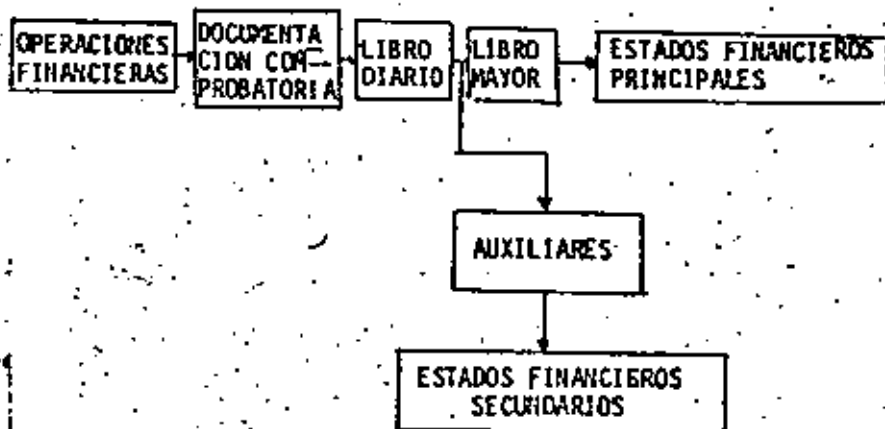 OPERACIONES
FINANCIERAS
DOCUMENTA
CION COM-
PROBATORIA
LIBRO
DIARIO
LIBRO
MAYOR
ESTADOS FINANCIEROS
PRINCIPALES
AUXILIARES
ESTADOS FINANCIEROS
SECUNDARIOS